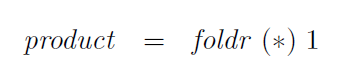 product = foldr (*) 1